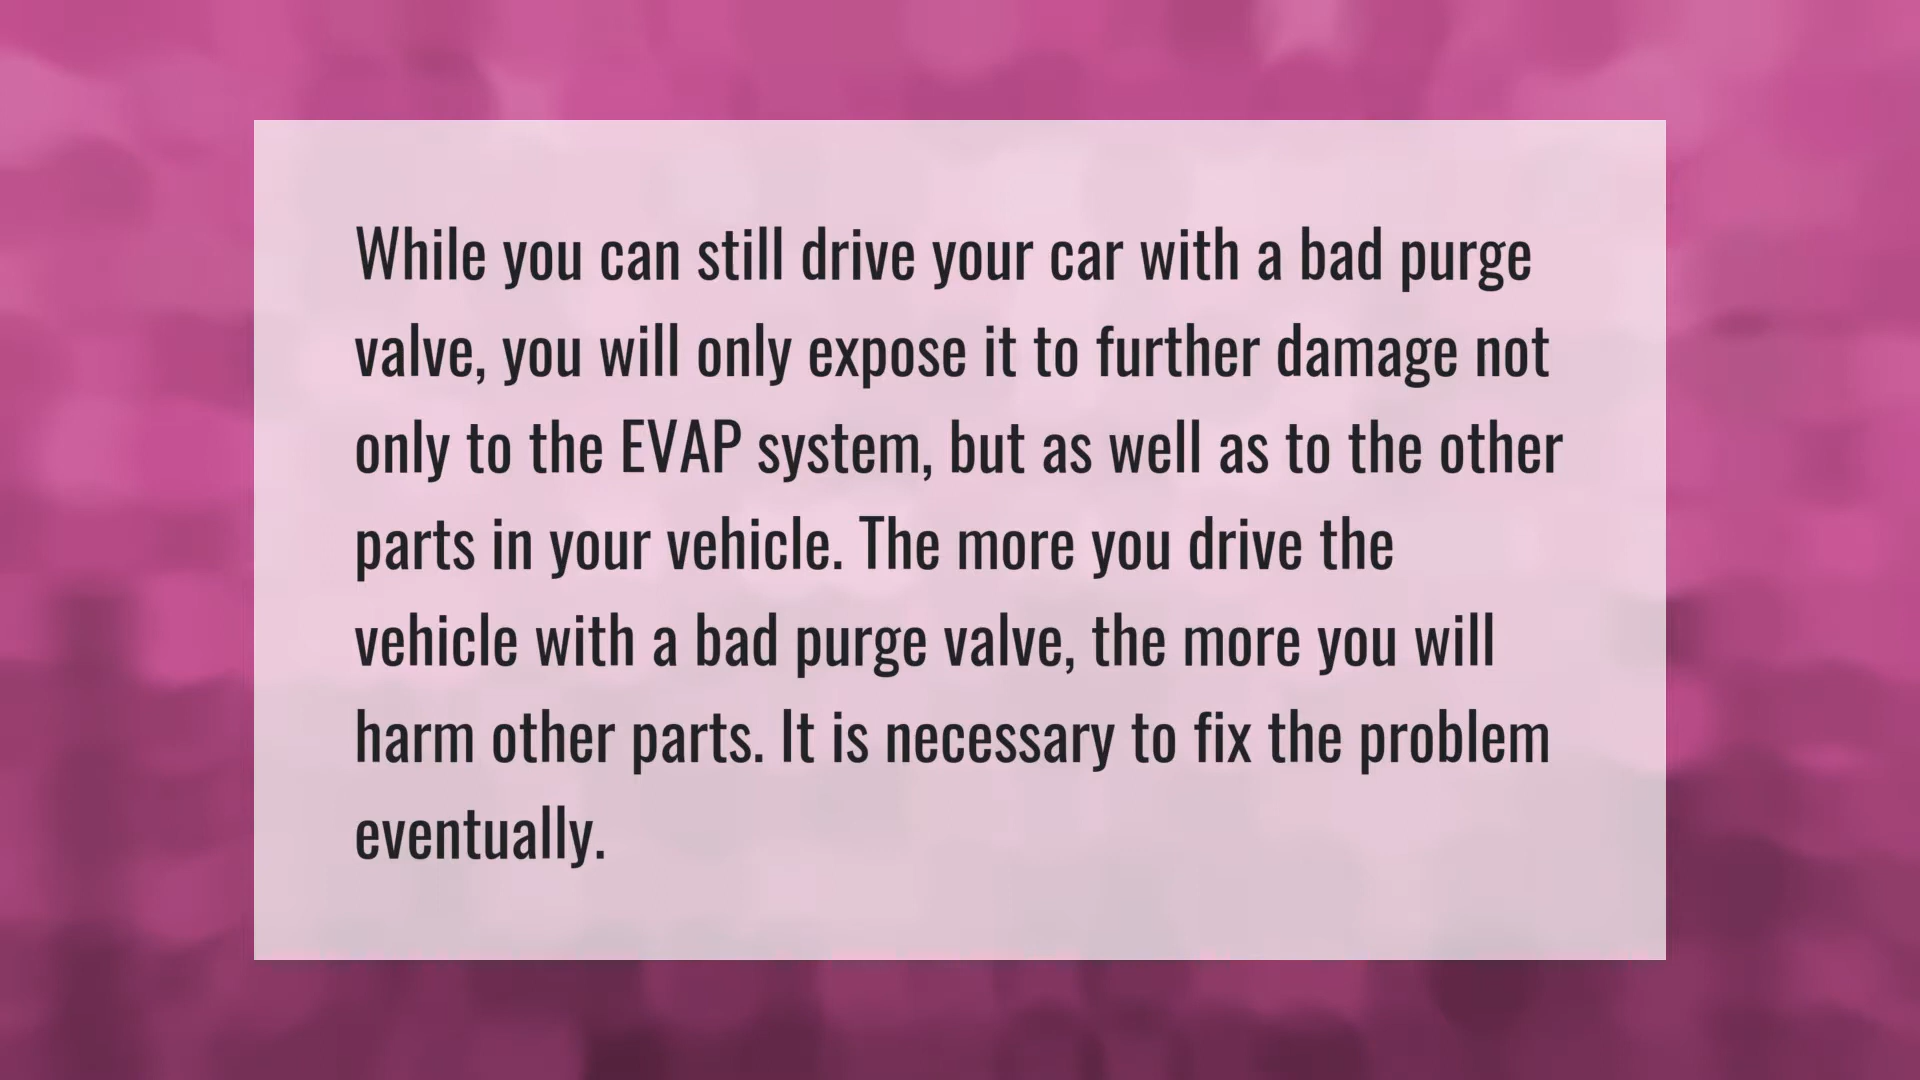 While you can still drive your car with a bad purge
valve, you will only expose it to further damage not
only to the EVAP system, but as well as to the other
parts in your vehicle. The more you drive the
vehicle with a bad purge valve, the more you will
harm other parts. It is necessary to fix the problem
eventually.